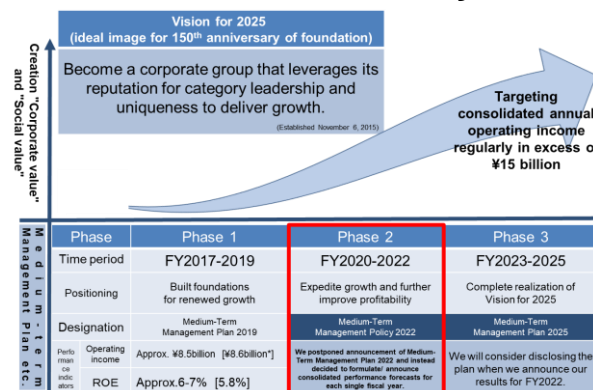 Vision for 2025
(ideal image for 150th anniversary of foundation)
Become a corporate group that leverages its
reputation for category leadership and
uniqueness to deliver growth.
(Established November 6, 2015)
Creation "Corporate value"
and "Social value"
Targeting
consolidated annual
operating income
regularly in excess o
¥15 billion
Medium-term
Management Plan etc.
Phase Phase 1 Phase 2 Phase 3
Time period FY2017-2019 FY2020-2022 FY2023-2025
Positioning
Built foundations
for renewed growth
Expedite growth and further
improve profitability
Complete realization of
Vision for 2025
Designation
Medium-Term
Management Plan 2019
Medium-Term
Management Policy 2022
Medium-Term
Management Plan 2025
Perfo
rman
ce
indic
ators
Operating
income
Approx. ¥8.5billion [¥8.6billion*]
ROE
Approx.6-7% [5.8%]
We postponed announcement of Medium-
Term Management Plan 2022 and instead
decided to formulate/ announce
consolidated performance forecasts for
each single fiscal year.
We will consider disclosing the
plan when we announce our
results for FY2022.